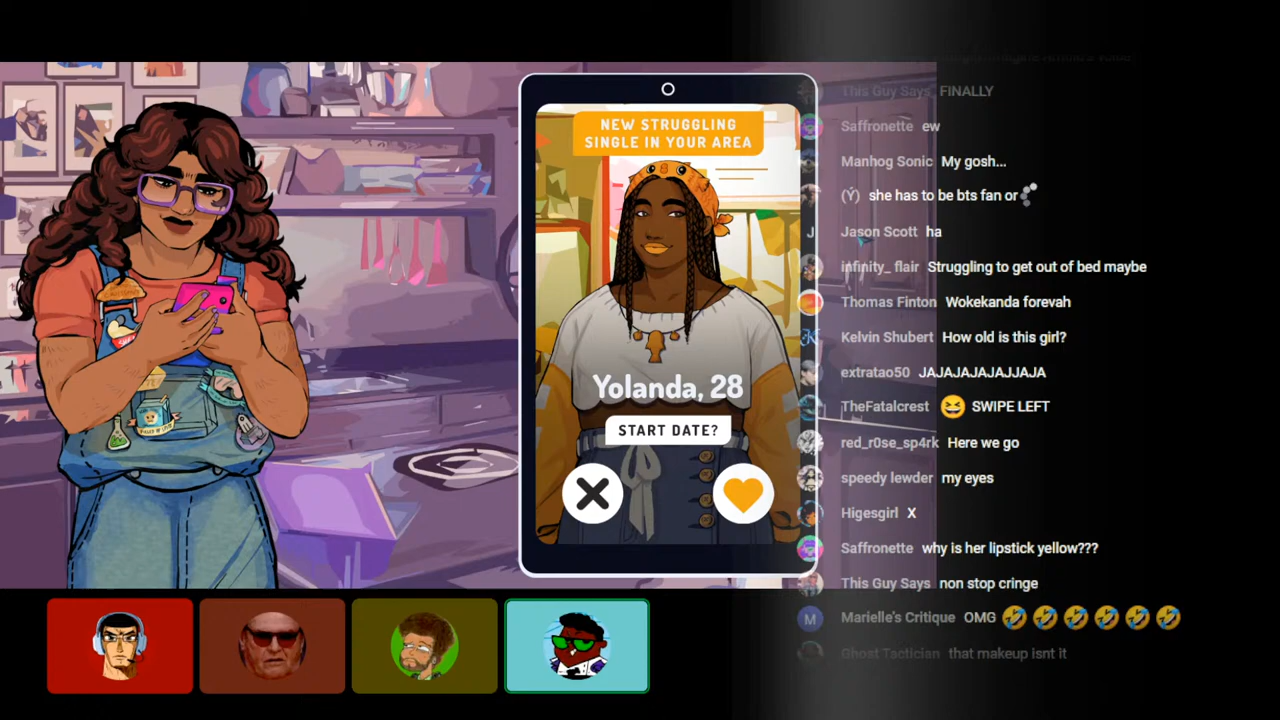 NEW STRUGGLING
SINGLE IN YOUR AREA
Yolanda, 28
START DATE?
This Guy Says FINALLY
Saffronette ew
Manhog Sonic My gosh...
(Ý) she has to be bts fan or
J Jason Scott ha
infinity_ flair Struggling to get out of bed maybe
Thomas Finton Wokekanda forevah
Kelvin Shubert How old is this girl?
extratao50 JAJAJAJAJAJJAJA
TheFatalcrest 😆 SWIPE LEFT
red_r0se_sp4rk Here we go
speedy lewder my eyes
Higesgirl X
Saffronette why is her lipstick yellow???
This Guy Says non stop cringe
M Marielle's Critique OMG 🤣🤣🤣🤣🤣🤣
Ghost Tactician that makeup isnt it